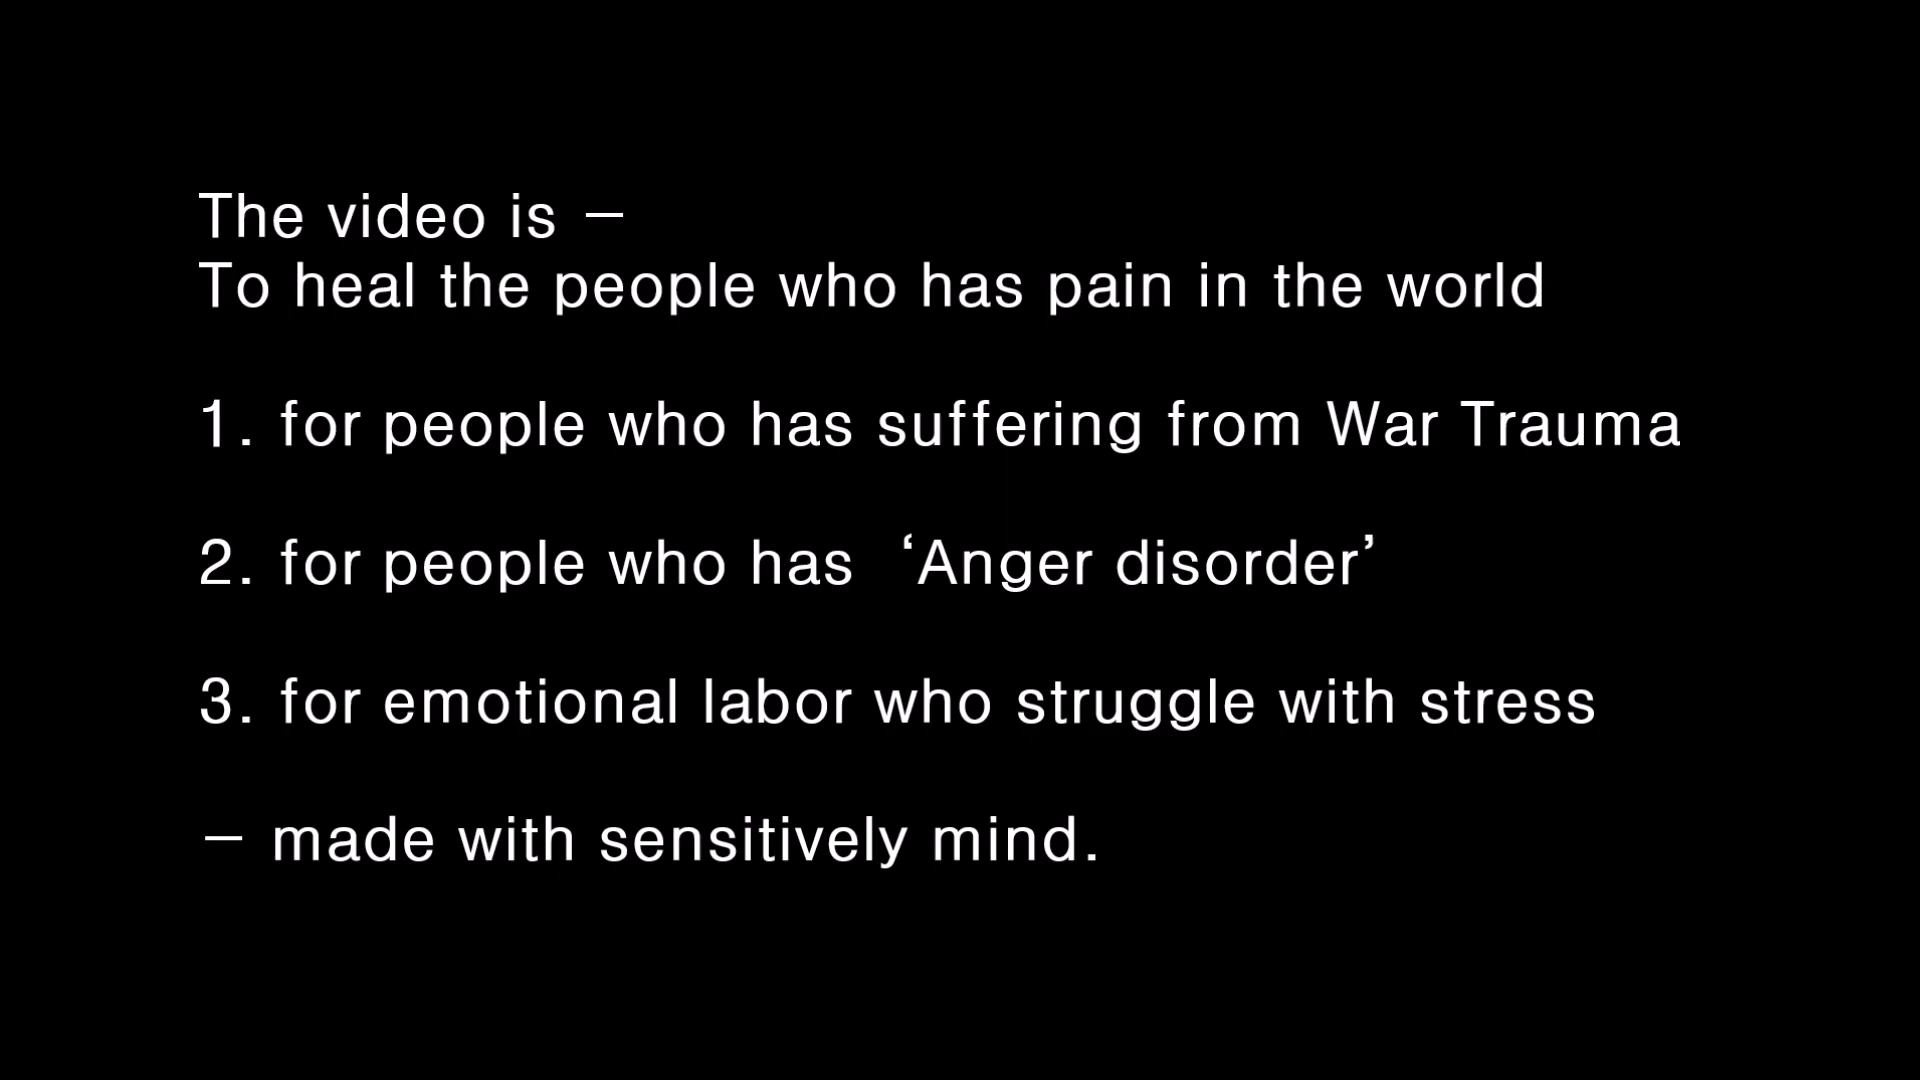 The video is –
To heal the people who has pain in the world
1. for people who has suffering from War Trauma
2. for people who has ‘Anger disorder’
3. for emotional labor who struggle with stress
– made with sensitively mind.